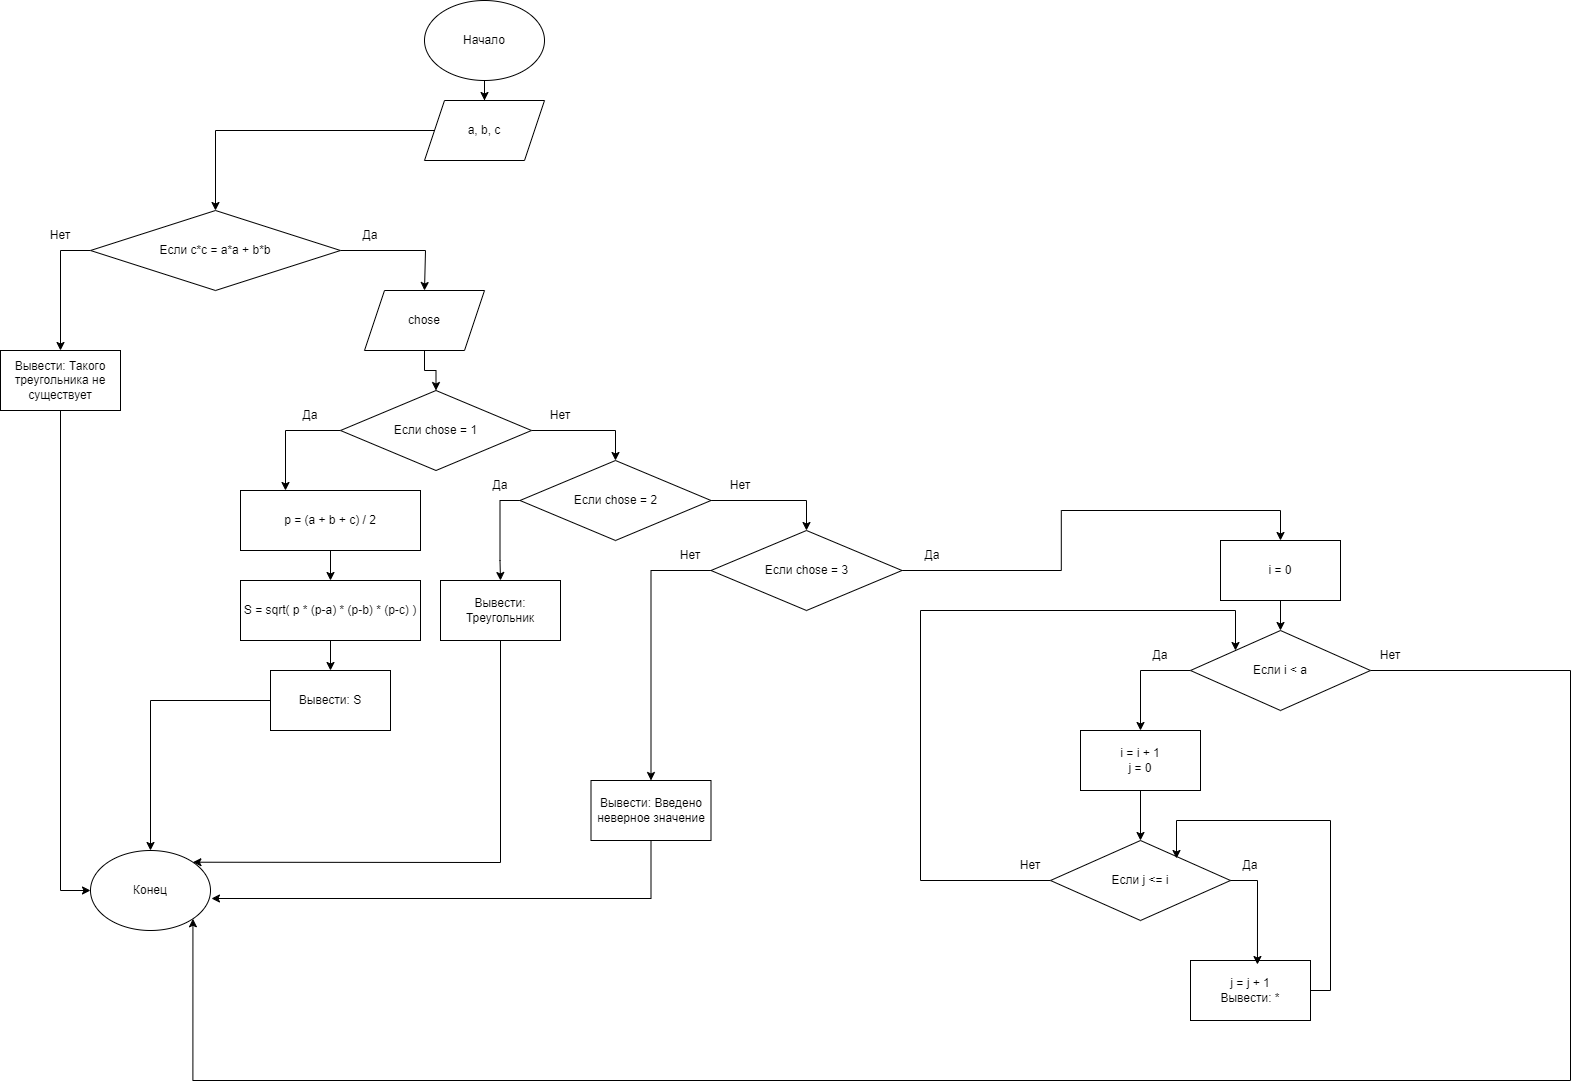 Начало
a, b, c
Нет
Да
Если c*c = a*a + b*b
chose
Вывести: Такого
треугольника не
существует
Да
Нет
Если chose = 1
Да
Нет
Если chose = 2
p = (a + b + c) / 2
Нет
Да
Если chose = 3
i = 0
S = sqrt( p * (p-a) * (p-b) * (p-c) )
Вывести:
Треугольник
Да
Нет
Если i < a
Вывести: S
i = i + 1
j = 0
Вывести: Введено
неверное значение
Нет
Да
Если j <= i
Конец
j = j + 1
Вывести: *